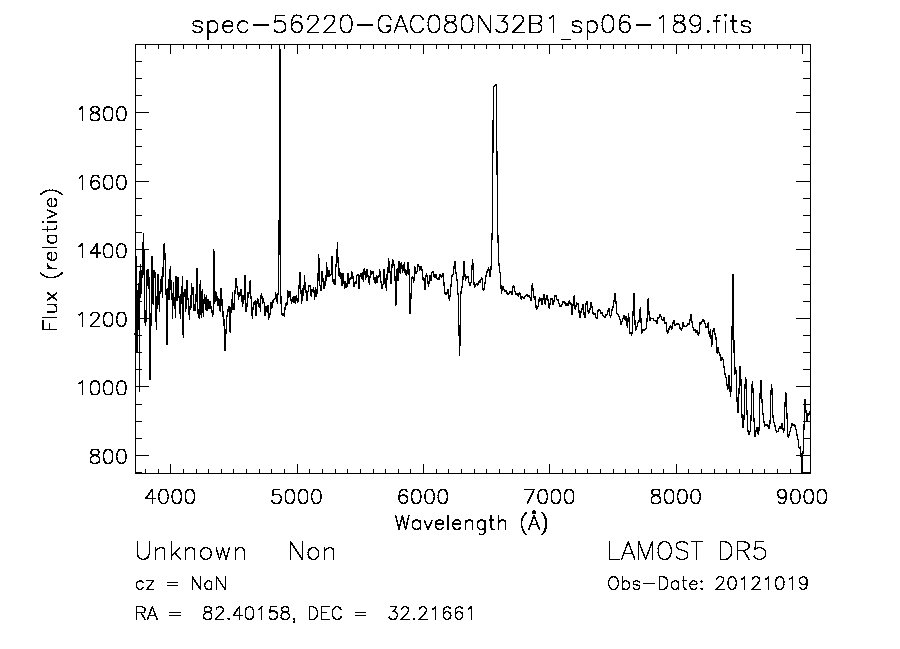 spec-56220-GAC080N32B1_sp06-189.fits
1800
1600
1400
1200
1000
800
Flux (relative)
4000 5000 6000 7000 8000 9000
Wavelength (Å)
Unknown Non LAMOST DR5
cz = NaN Obs-Date: 20121019
RA = 82.40158, DEC = 32.21661